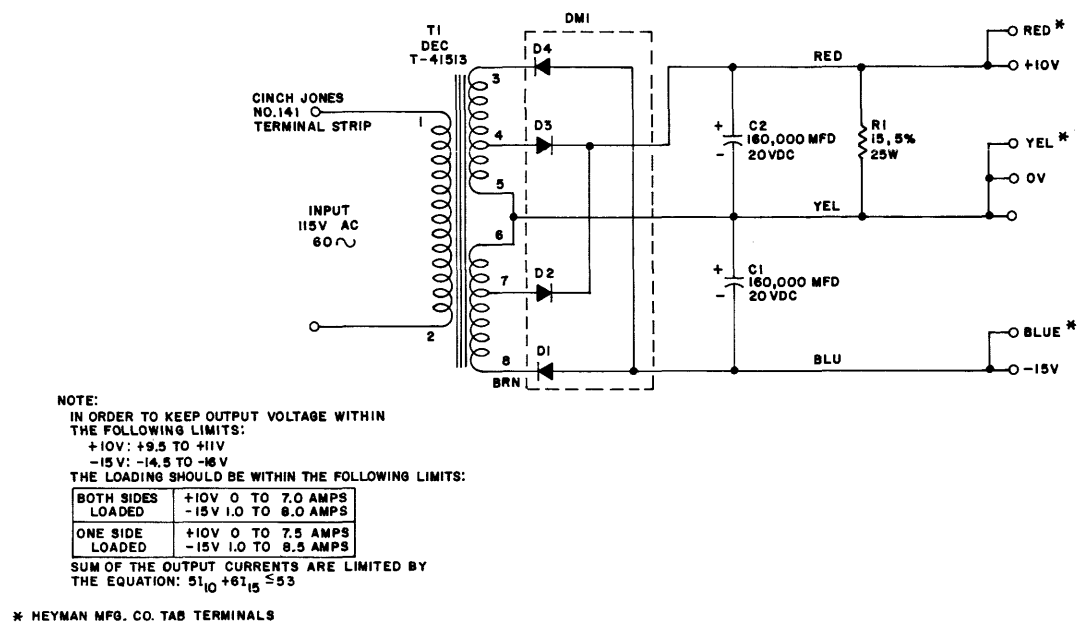 T1
DEC
T-41513
DM1
D4
3
CINCH JONES
NO.141
TERMINAL STRIP
1
4
D3
5
6
7
D2
8
D1
BRN
2
INPUT
115V AC
60~
RED
RED *
+10V
+
C2
160,000 MFD
20VDC
-
R1
15, 5%
25W
YEL *
0V
YEL
+
C1
160,000 MFD
20VDC
-
BLUE *
BLU
-15V
NOTE:
IN ORDER TO KEEP OUTPUT VOLTAGE WITHIN
THE FOLLOWING LIMITS:
+10V: +9.5 TO +11V
-15V: -14.5 TO -16V
THE LOADING SHOULD BE WITHIN THE FOLLOWING LIMITS:
BOTH SIDES LOADED +10V 0 TO 7.0 AMPS
-15V 1.0 TO 8.0 AMPS
ONE SIDE LOADED +10V 0 TO 7.5 AMPS
-15V 1.0 TO 8.5 AMPS
SUM OF THE OUTPUT CURRENTS ARE LIMITED BY
THE EQUATION: 5I10 +6I15 ≤53
* HEYMAN MFG. CO. TAB TERMINALS